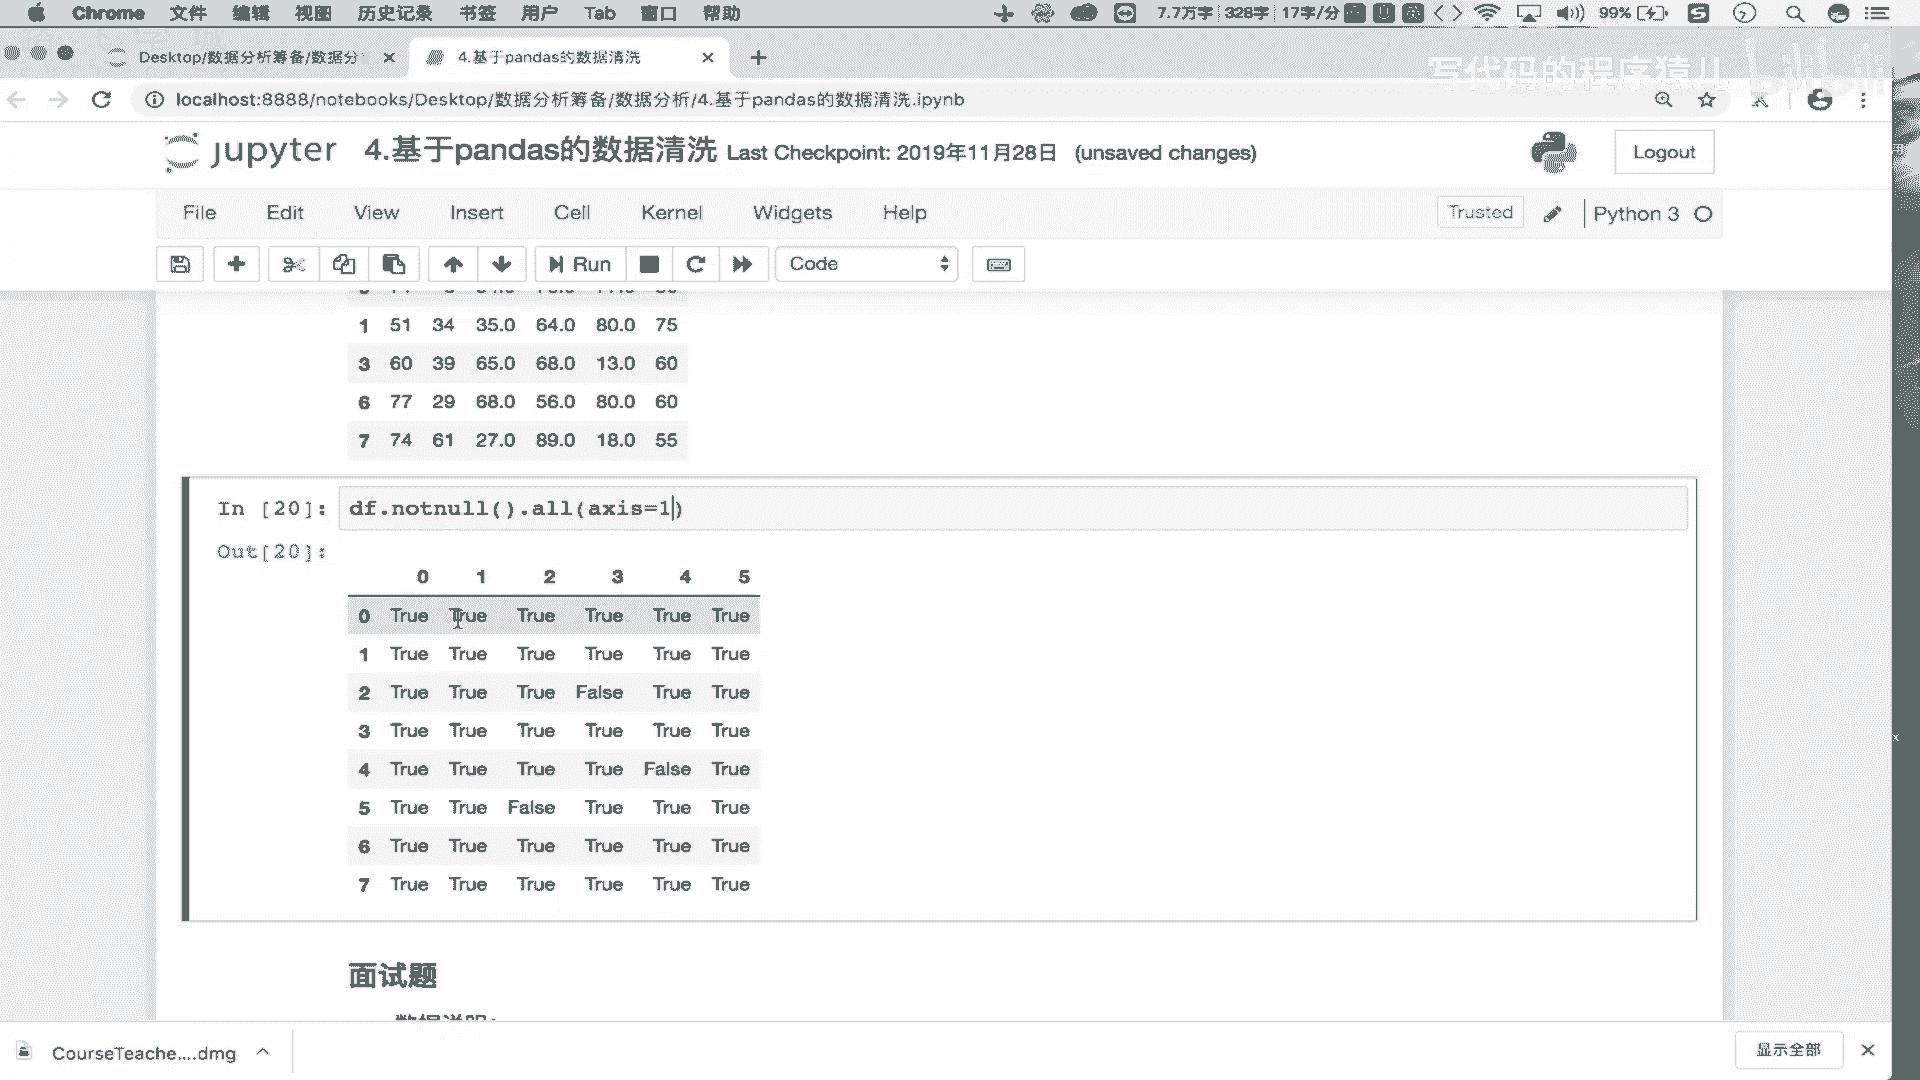 Chrome 文件 编辑 视图 历史记录 书签 用户 Tab 窗口 帮助 7.7万字 328字 17字/分 99%
Desktop/数据分析筹备/数据分 4.基于pandas的数据清洗
写代码的程序猿儿 bilibili
localhost:8888/notebooks/Desktop/数据分析筹备/数据分析/4.基于pandas的数据清洗.ipynb
jupyter 4.基于pandas的数据清洗 Last Checkpoint: 2019年11月28日 (unsaved changes) Logout
File Edit View Insert Cell Kernel Widgets Help Trusted Python 3
Run Code
1 51 34 35.0 64.0 80.0 75
3 60 39 65.0 68.0 13.0 60
6 77 29 68.0 56.0 80.0 60
7 74 61 27.0 89.0 18.0 55
In [20]: df.notnull().all(axis=1)
Out[20]:
0 1 2 3 4 5
0 True True True True True True
1 True True True True True True
2 True True True False True True
3 True True True True True True
4 True True True True False True
5 True True False True True True
6 True True True True True True
7 True True True True True True
面试题
数据说明:
CourseTeache....dmg 显示全部